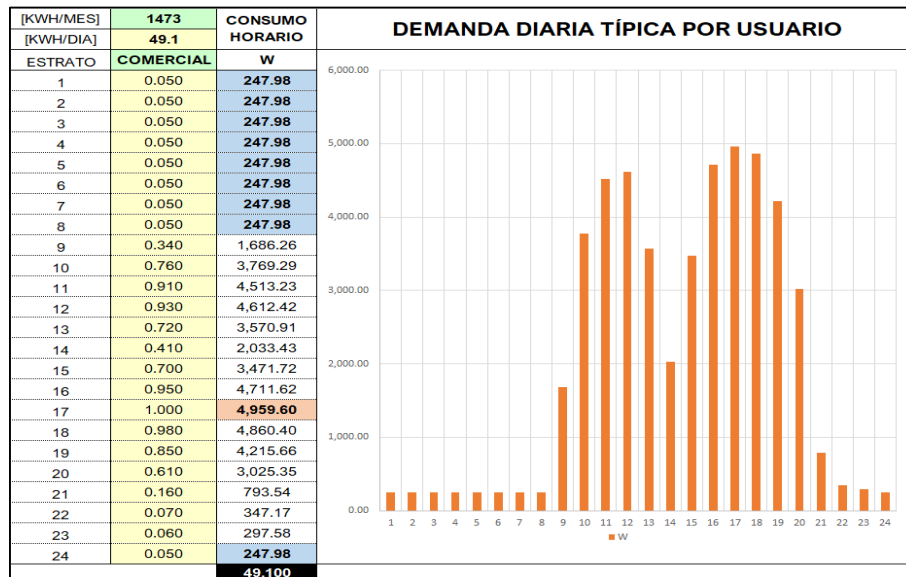 [KWH/MES] 1473 CONSUMO HORARIO DEMANDA DIARIA TÍPICA POR USUARIO
[KWH/DIA] 49.1
ESTRATO COMERCIAL W
1 0.050 247.98
2 0.050 247.98
3 0.050 247.98
4 0.050 247.98
5 0.050 247.98
6 0.050 247.98
7 0.050 247.98
8 0.050 247.98
9 0.340 1,686.26
10 0.760 3,769.29
11 0.910 4,513.23
12 0.930 4,612.42
13 0.720 3,570.91
14 0.410 2,033.43
15 0.700 3,471.72
16 0.950 4,711.62
17 1.000 4,959.60
18 0.980 4,860.40
19 0.850 4,215.66
20 0.610 3,025.35
21 0.160 793.54
22 0.070 347.17
23 0.060 297.58
24 0.050 247.98
49.100
6,000.00
5,000.00
4,000.00
3,000.00
2,000.00
1,000.00
0.00
1 2 3 4 5 6 7 8 9 10 11 12 13 14 15 16 17 18 19 20 21 22 23 24
W